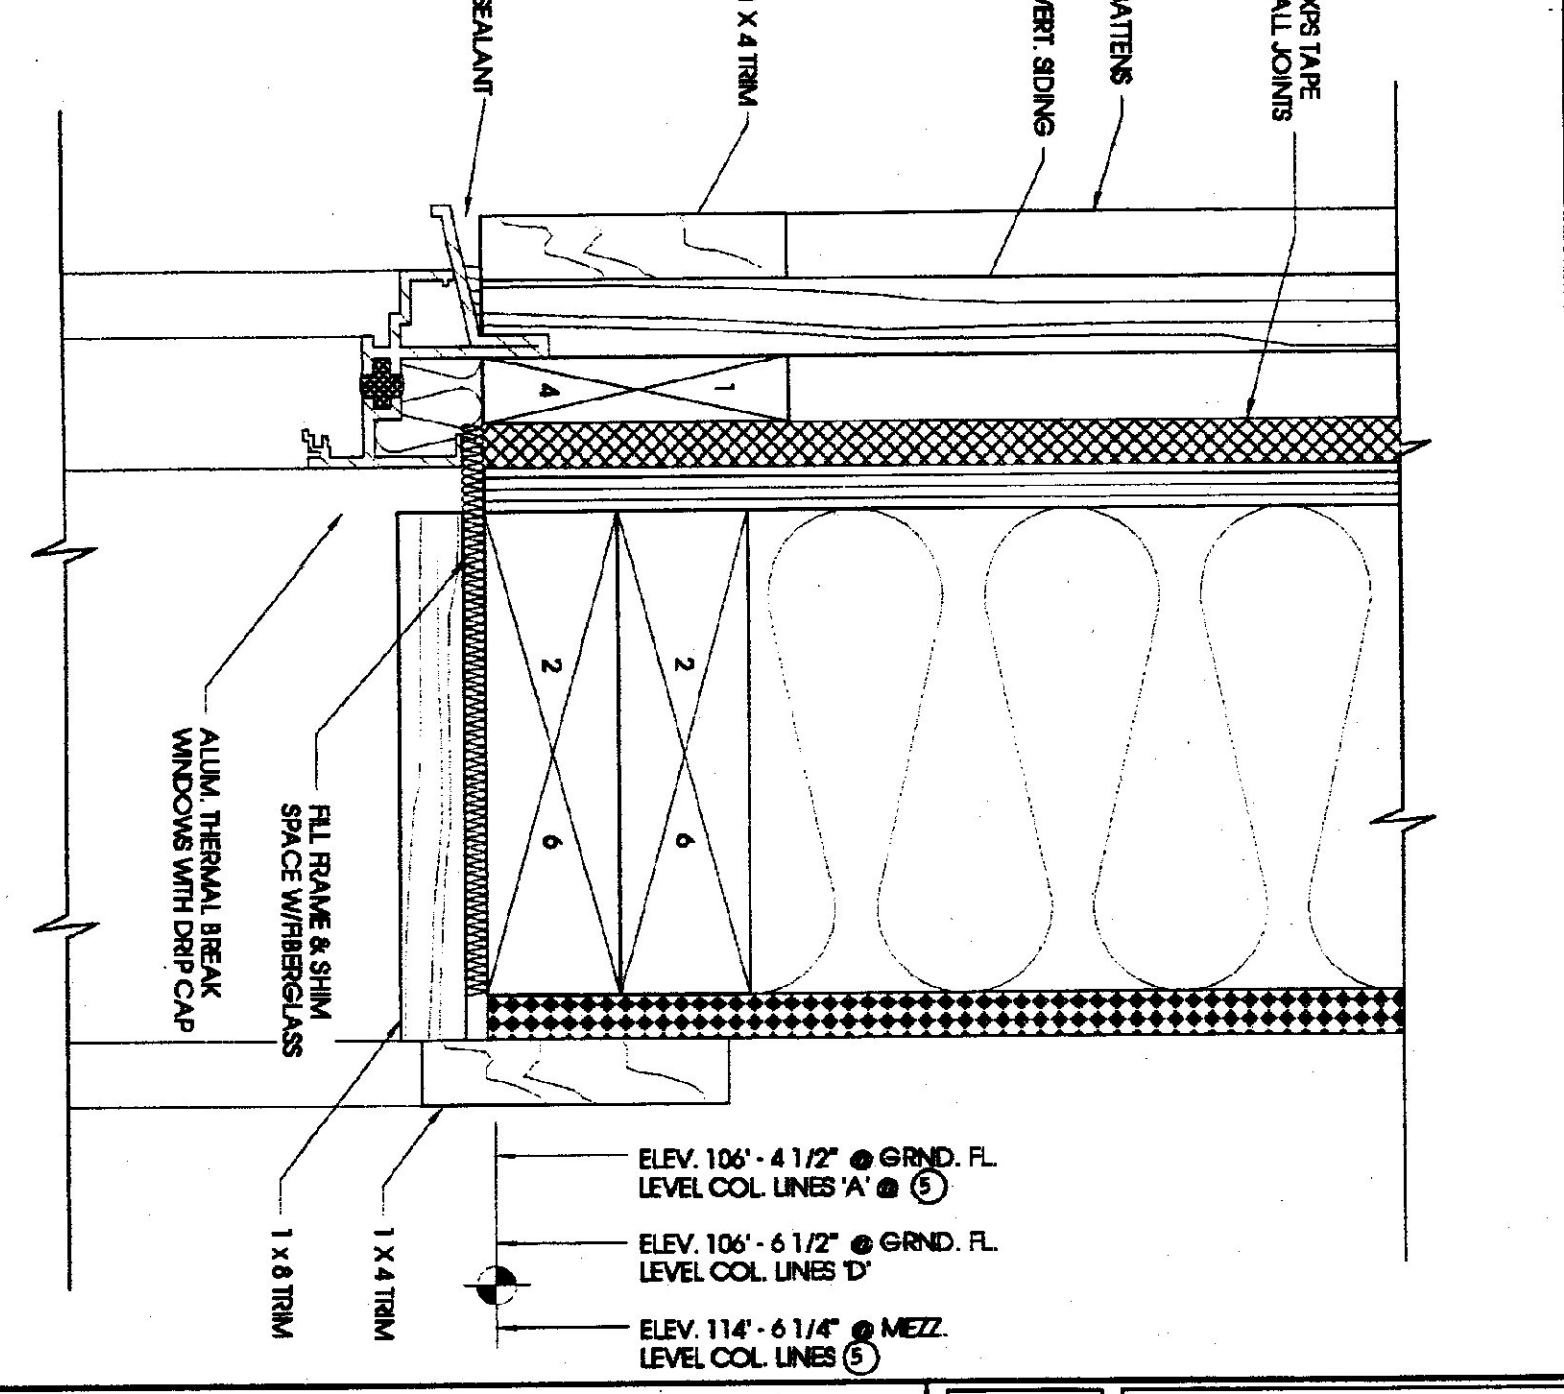 XPS TAPE
ALL JOINTS
BATTENS
VERT. SIDING
1 X 4 TRIM
SEALANT
1
4
2
6
2
6
ALUM. THERMAL BREAK
WINDOWS WITH DRIP CAP
FILL FRAME & SHIM
SPACE W/FIBERGLASS
1 x 8 TRIM
1 X 4 TRIM
ELEV. 106' - 4 1/2" @ GRND. FL.
LEVEL COL. LINES 'A' @ 5
ELEV. 106' - 6 1/2" @ GRND. FL.
LEVEL COL. LINES 'D'
ELEV. 114' - 6 1/4" @ MEZZ.
LEVEL COL. LINES 5